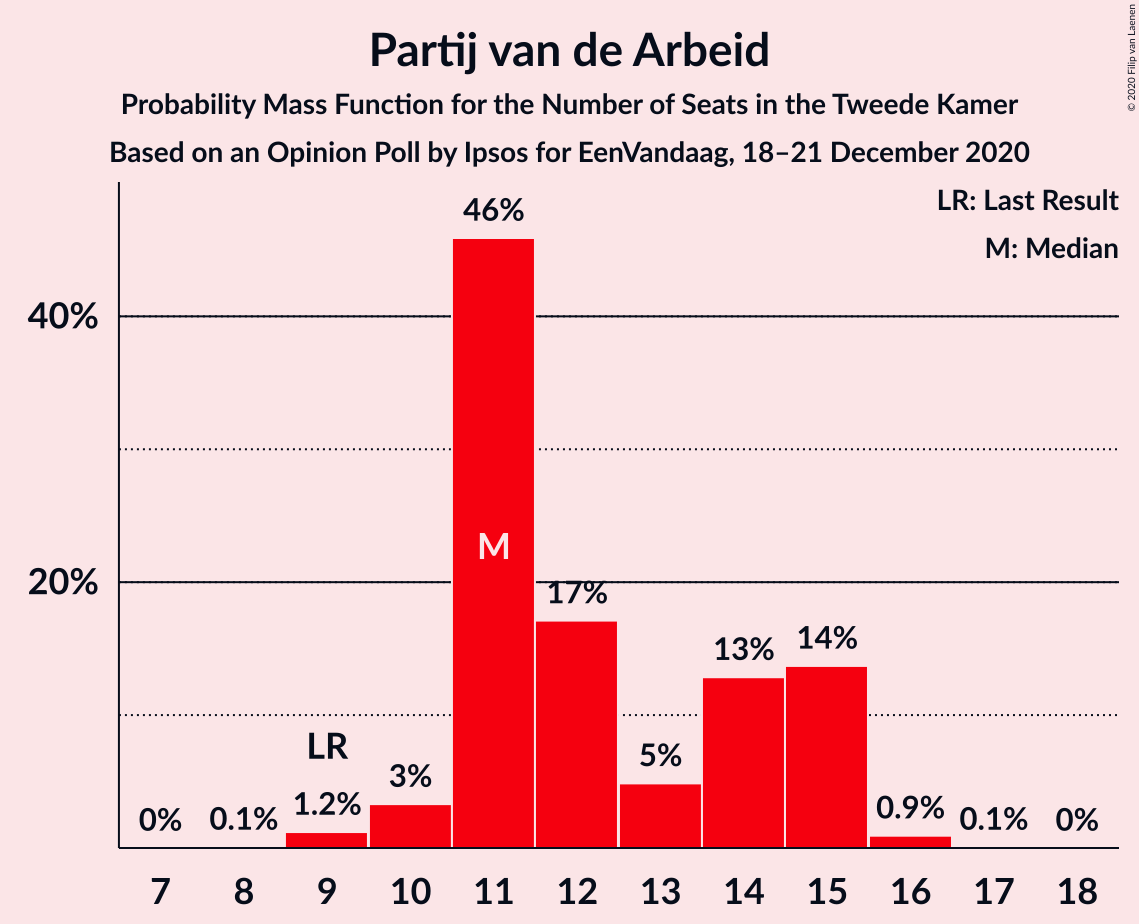 Partij van de Arbeid
Probability Mass Function for the Number of Seats in the Tweede Kamer
Based on an Opinion Poll by Ipsos for EenVandaag, 18–21 December 2020
© 2020 Filip van Laenen
LR: Last Result
M: Median
40%
20%
0%
0.1%
LR
1.2%
3%
46%
M
17%
5%
13%
14%
0.9%
0.1%
0%
7 8 9 10 11 12 13 14 15 16 17 18